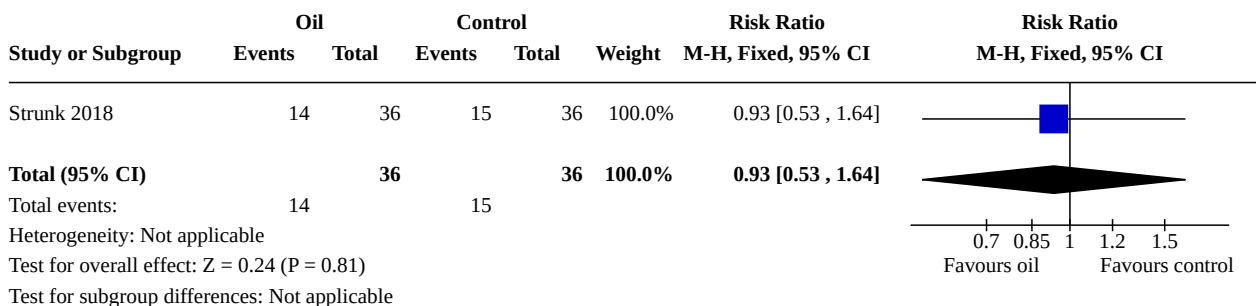 Oil Control Risk Ratio Risk Ratio
Study or Subgroup Events Total Events Total Weight M-H, Fixed, 95% CI M-H, Fixed, 95% CI
Strunk 2018 14 36 15 36 100.0% 0.93 [0.53 , 1.64]
Total (95% CI) 36 36 100.0% 0.93 [0.53 , 1.64]
Total events: 14 15
Heterogeneity: Not applicable
0.7 0.85 1 1.2 1.5
Test for overall effect: Z = 0.24 (P = 0.81) Favours oil Favours control
Test for subgroup differences: Not applicable